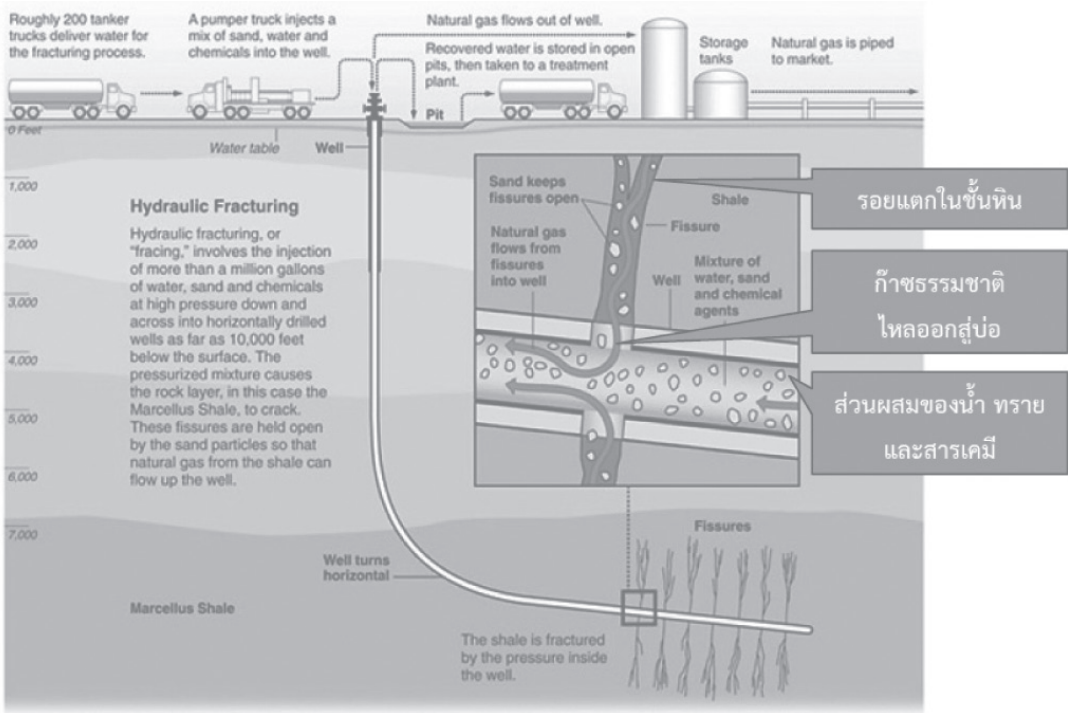 Roughly 200 tanker
trucks deliver water for
the fracturing process.
A pumper truck injects a
mix of sand, water and
chemicals into the well.
Natural gas flows out of well.
Recovered water is stored in open
pits, then taken to a treatment
plant.
Storage
tanks
Natural gas is piped
to market.
Pit
0 Feet
Water table
Well
1,000
2,000
3,000
4,000
5,000
6,000
7,000
Hydraulic Fracturing
Hydraulic fracturing, or
“fracing,” involves the injection
of more than a million gallons
of water, sand and chemicals
at high pressure down and
across into horizontally drilled
wells as far as 10,000 feet
below the surface. The
pressurized mixture causes
the rock layer, in this case the
Marcellus Shale, to crack.
These fissures are held open
by the sand particles so that
natural gas from the shale can
flow up the well.
Sand keeps
fissures open
Shale
Fissure
Natural gas
flows from
fissures
into well
Well
Mixture of
water, sand
and chemical
agents
รอยแตกในชั้นหิน
ก๊าซธรรมชาติ
ไหลออกสู่บ่อ
ส่วนผสมของน้ำ ทราย
และสารเคมี
Fissures
Well turns
horizontal
Marcellus Shale
The shale is fractured
by the pressure inside
the well.